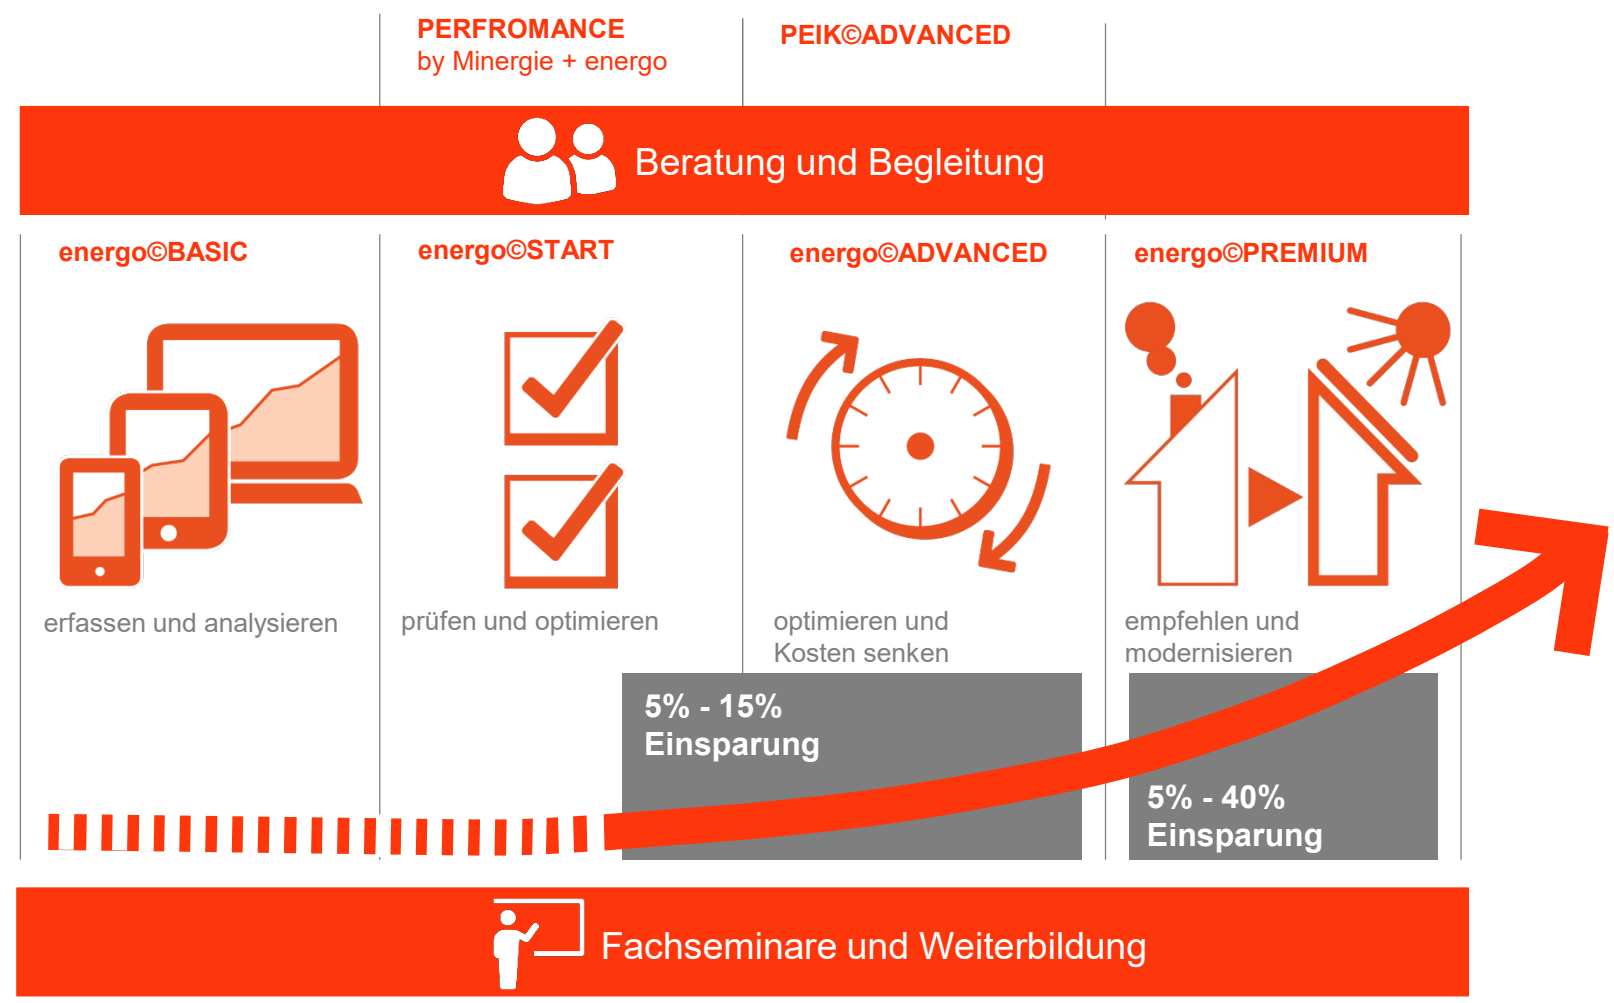 PERFROMANCE
by Minergie + energo
PEIK©ADVANCED
Beratung und Begleitung
energo©BASIC
energo©START
energo©ADVANCED
energo©PREMIUM
erfassen und analysieren
prüfen und optimieren
optimieren und
Kosten senken
empfehlen und
modernisieren
5% - 15%
Einsparung
5% - 40%
Einsparung
Fachseminare und Weiterbildung